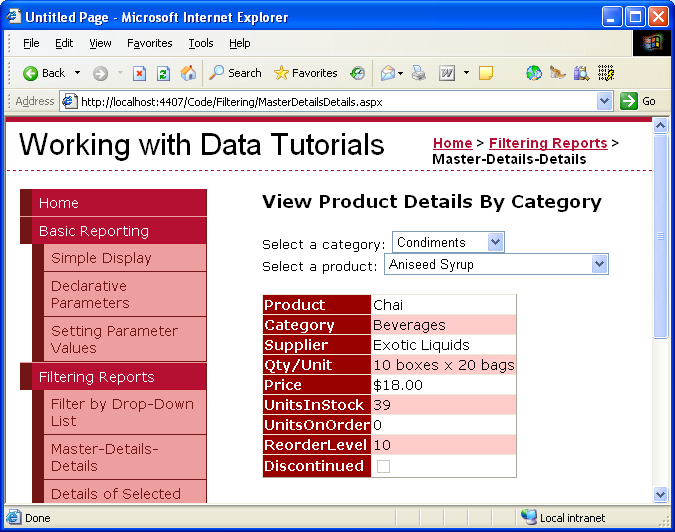 Untitled Page - Microsoft Internet Explorer
File Edit View Favorites Tools Help
Back Search Favorites W
Address http://localhost:4407/Code/Filtering/MasterDetailsDetails.aspx Go
Working with Data Tutorials
Home > Filtering Reports >
Master-Details-Details
Home
Basic Reporting
Simple Display
Declarative
Parameters
Setting Parameter
Values
Filtering Reports
Filter by Drop-Down
List
Master-Details-
Details
Details of Selected
View Product Details By Category
Select a category: Condiments
Select a product: Aniseed Syrup
Product Chai
Category Beverages
Supplier Exotic Liquids
Qty/Unit 10 boxes x 20 bags
Price $18.00
UnitsInStock 39
UnitsOnOrder 0
ReorderLevel 10
Discontinued
Done Local intranet